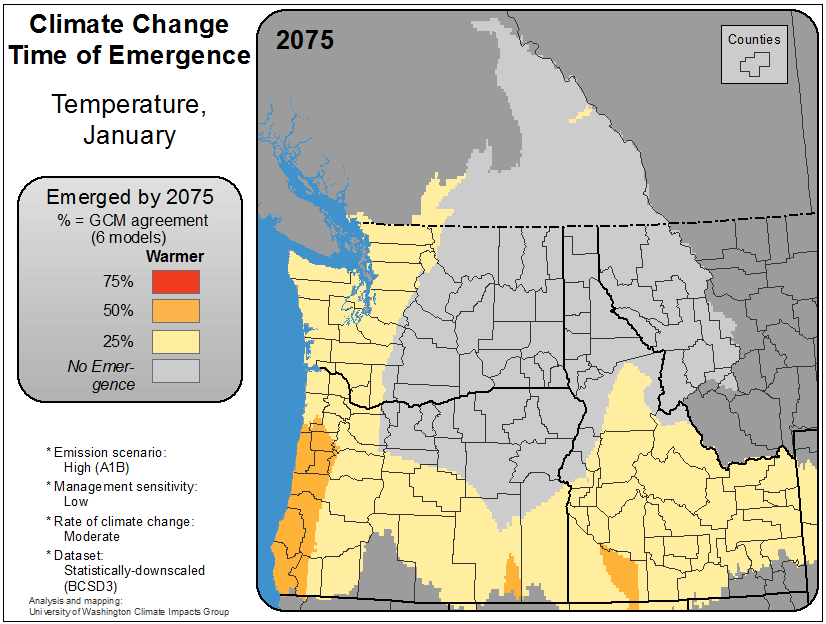 Climate Change
Time of Emergence
Temperature,
January
Emerged by 2075
% = GCM agreement
(6 models)
Warmer
75%
50%
25%
No Emer-
gence
* Emission scenario:
High (A1B)
* Management sensitivity:
Low
* Rate of climate change:
Moderate
* Dataset:
Statistically-downscaled
(BCSD3)
Analysis and mapping:
University of Washington Climate Impacts Group
2075
Counties